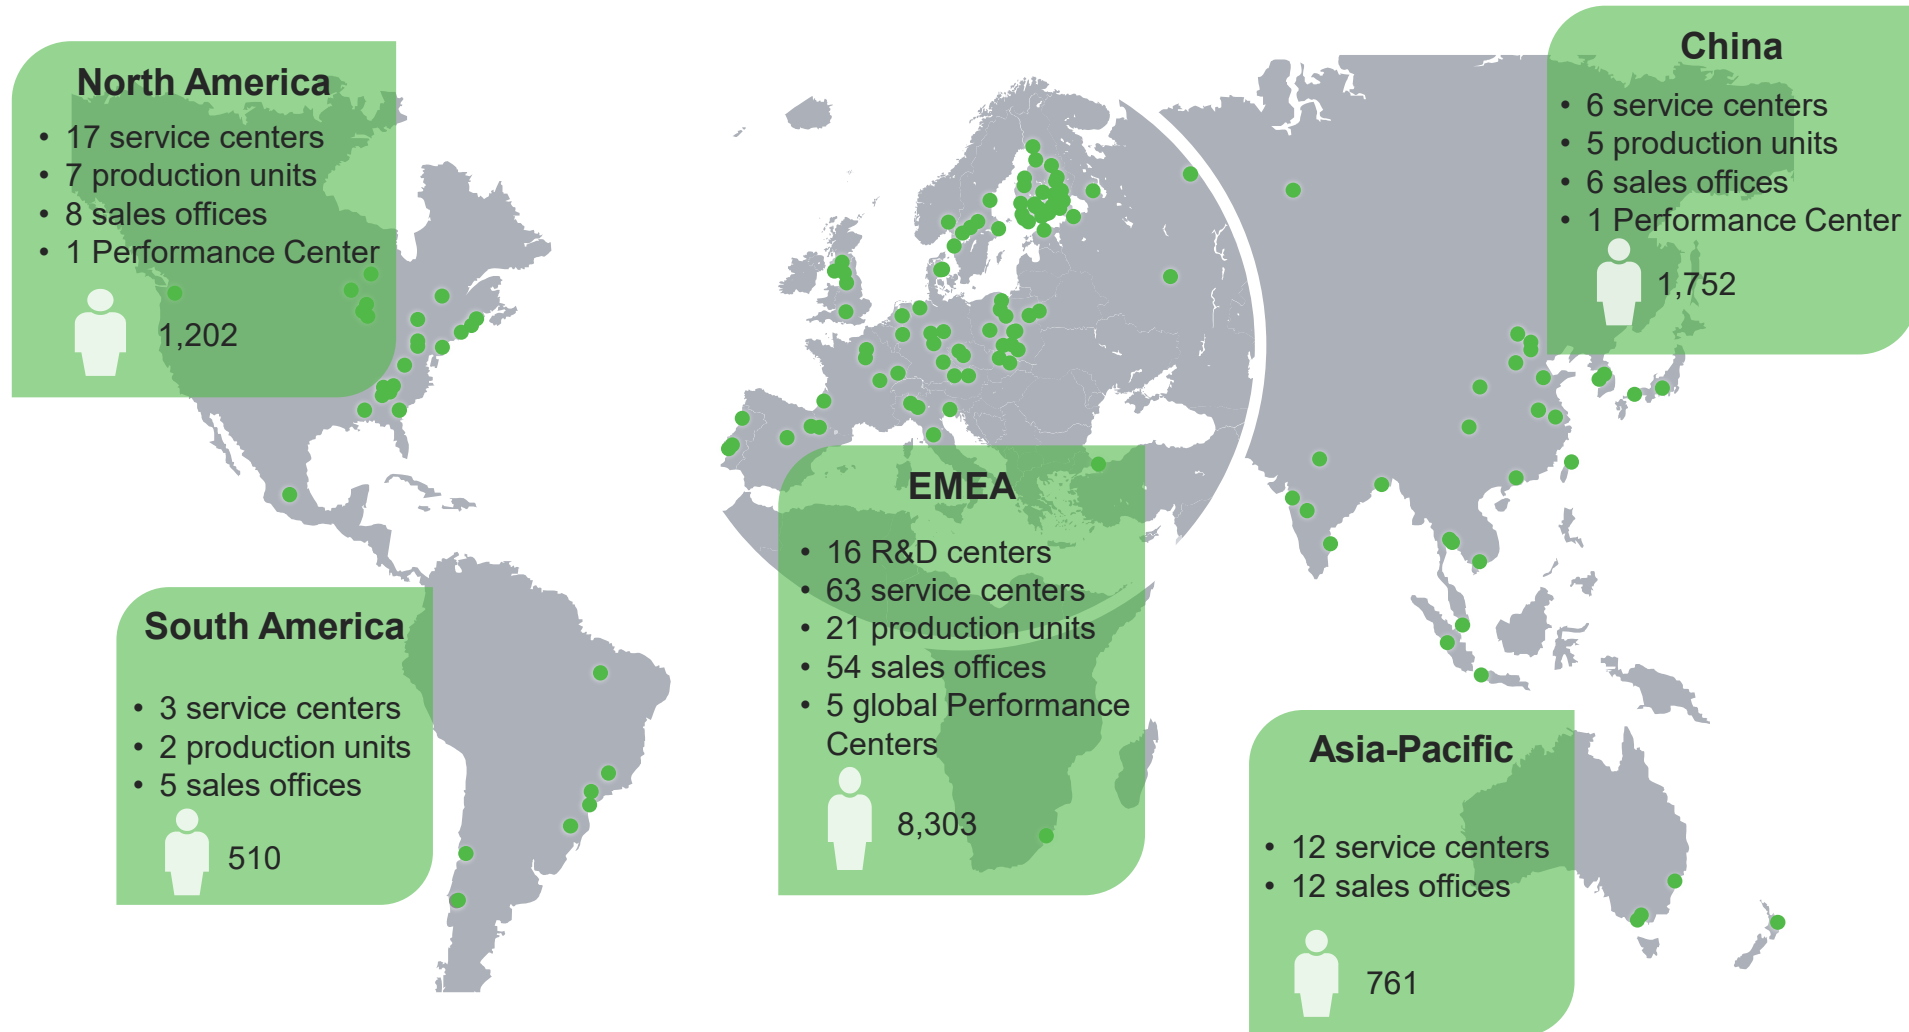 North America
• 17 service centers
• 7 production units
• 8 sales offices
• 1 Performance Center
1,202
China
• 6 service centers
• 5 production units
• 6 sales offices
• 1 Performance Center
1,752
EMEA
• 16 R&D centers
• 63 service centers
• 21 production units
• 54 sales offices
• 5 global Performance
Centers
8,303
South America
• 3 service centers
• 2 production units
• 5 sales offices
510
Asia-Pacific
• 12 service centers
• 12 sales offices
761